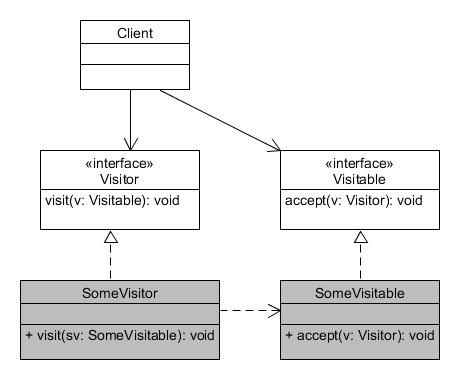 Client
«interface»
Visitor
visit(v: Visitable): void
«interface»
Visitable
accept(v: Visitor): void
SomeVisitor
+ visit(sv: SomeVisitable): void
SomeVisitable
+ accept(v: Visitor): void